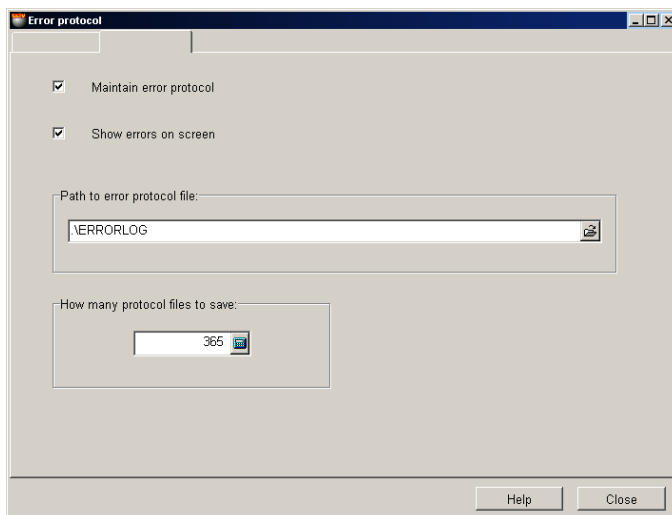 Error protocol
Maintain error protocol
Show errors on screen
Path to error protocol file:
.\ERRORLOG
How many protocol files to save:
365
Help
Close